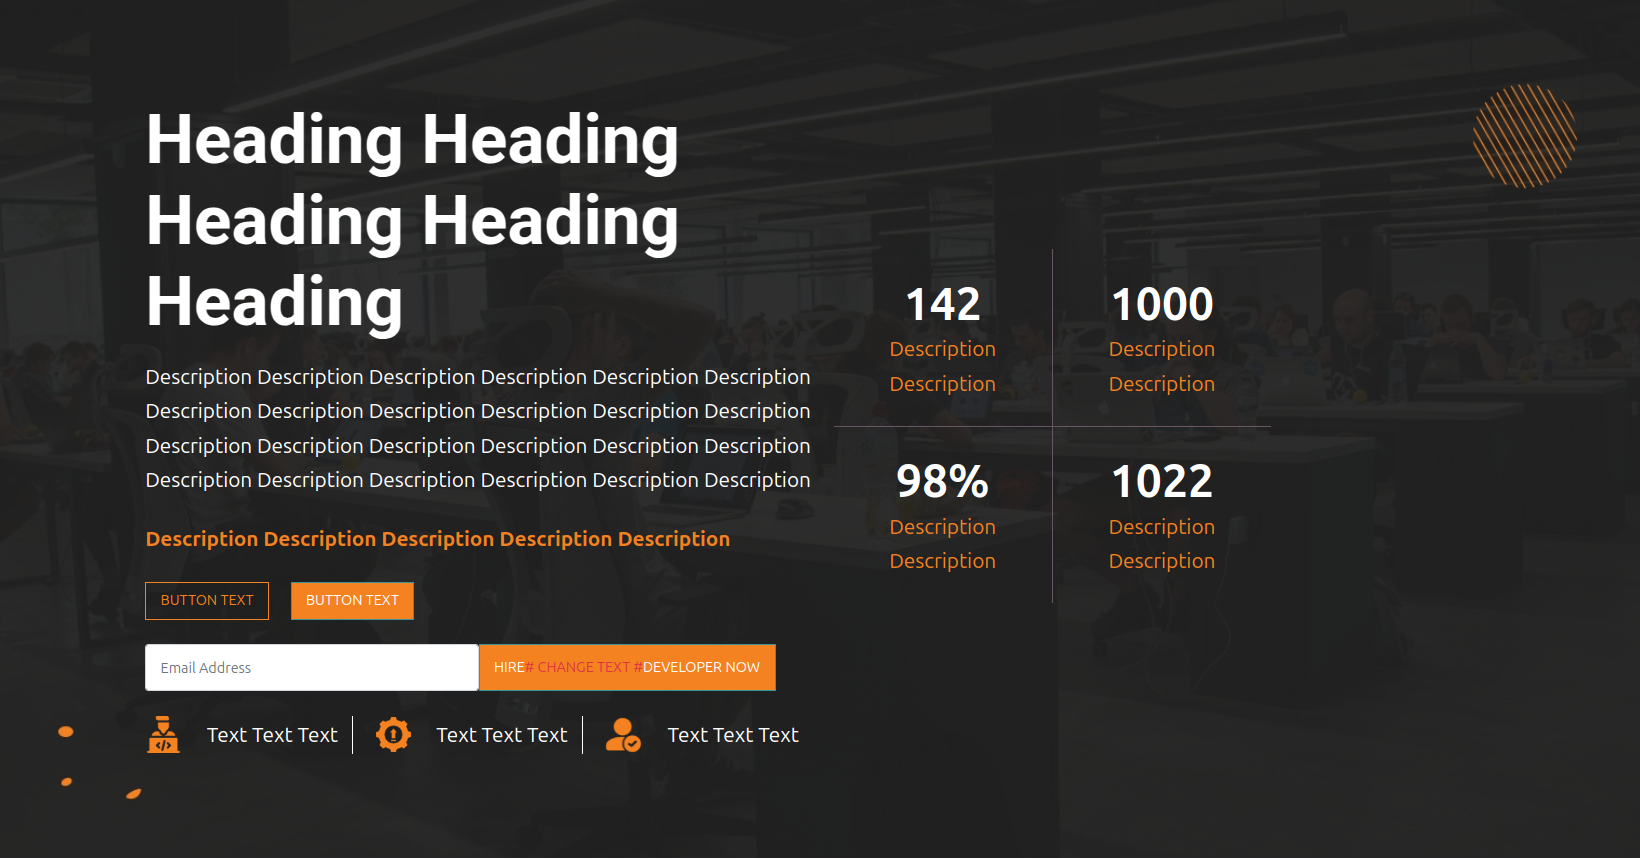 Heading Heading
Heading Heading
Heading
Description Description Description Description Description Description
Description Description Description Description Description Description
Description Description Description Description Description Description
Description Description Description Description Description Description
Description Description Description Description Description
BUTTON TEXT BUTTON TEXT
Email Address HIRE# CHANGE TEXT #DEVELOPER NOW
Text Text Text Text Text Text Text Text Text
142
Description
Description
1000
Description
Description
98%
Description
Description
1022
Description
Description